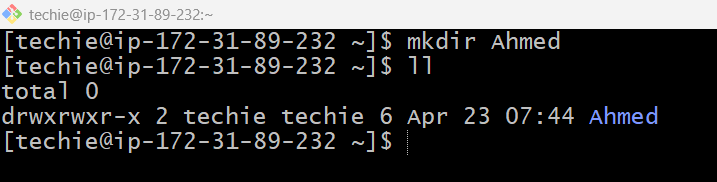 techie@ip-172-31-89-232:~
[techie@ip-172-31-89-232 ~]$ mkdir Ahmed
[techie@ip-172-31-89-232 ~]$ ll
total 0
drwxrwxr-x 2 techie techie 6 Apr 23 07:44 Ahmed
[techie@ip-172-31-89-232 ~]$